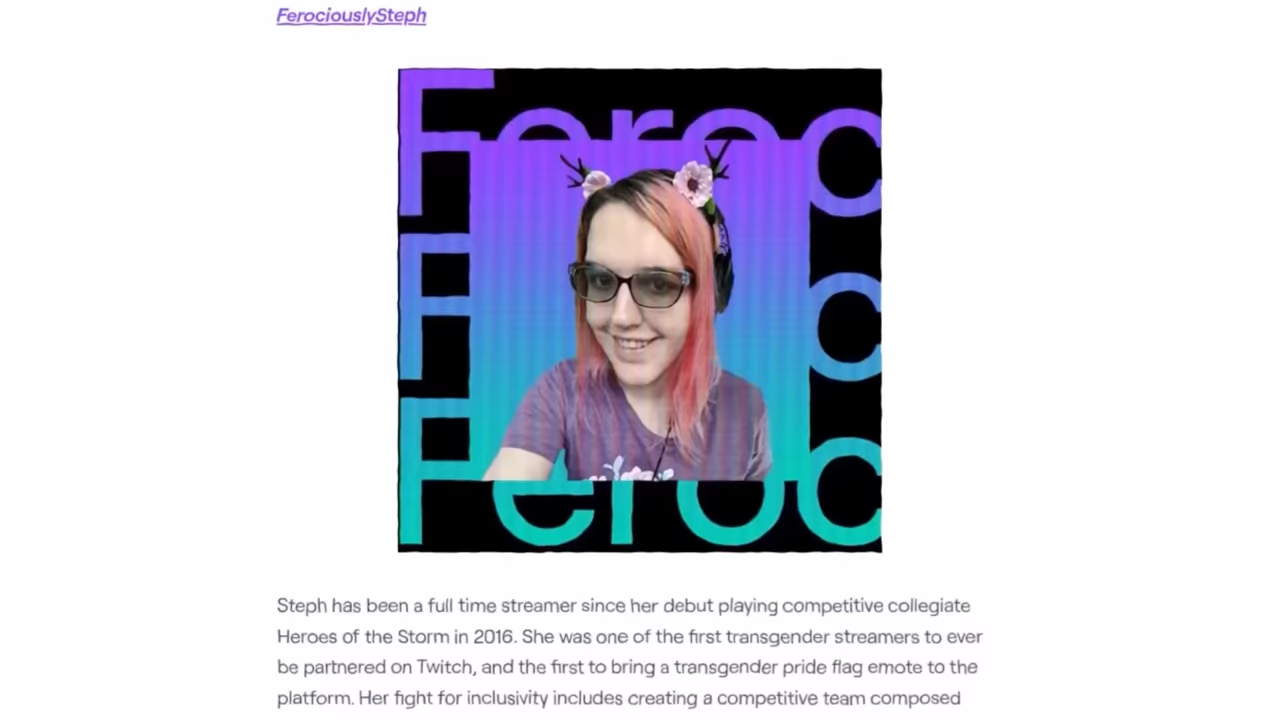 FerociouslySteph
Feroc
F c
Feroc
Steph has been a full time streamer since her debut playing competitive collegiate
Heroes of the Storm in 2016. She was one of the first transgender streamers to ever
be partnered on Twitch, and the first to bring a transgender pride flag emote to the
platform. Her fight for inclusivity includes creating a competitive team composed